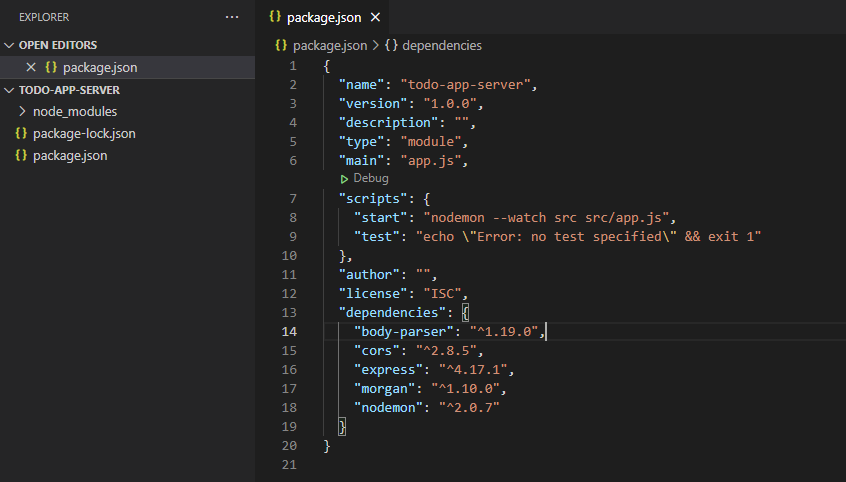 EXPLORER ...
OPEN EDITORS
package.json
TODO-APP-SERVER
node_modules
package-lock.json
package.json
package.json
package.json > {} dependencies
1 {
2 "name": "todo-app-server",
3 "version": "1.0.0",
4 "description": "",
5 "type": "module",
6 "main": "app.js",
Debug
7 "scripts": {
8 "start": "nodemon --watch src src/app.js",
9 "test": "echo \"Error: no test specified\" && exit 1"
10 },
11 "author": "",
12 "license": "ISC",
13 "dependencies": {
14 "body-parser": "^1.19.0",
15 "cors": "^2.8.5",
16 "express": "^4.17.1",
17 "morgan": "^1.10.0",
18 "nodemon": "^2.0.7"
19 }
20 }
21